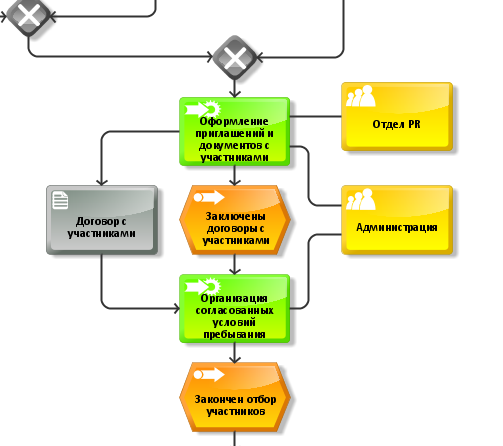 Оформление
приглашений и
документов с
участниками
Отдел PR
Договор с
участниками
Заключены
договоры с
участниками
Администрация
Организация
согласованных
условий
пребывания
Закончен отбор
участников